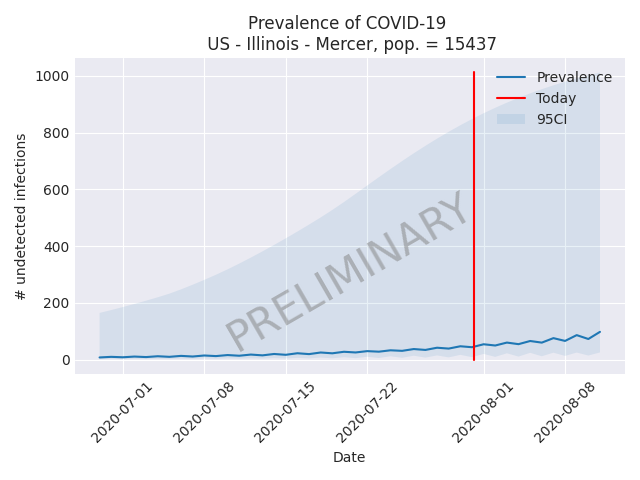 Prevalence of COVID-19
US - Illinois - Mercer, pop. = 15437
1000
800
600
400
200
0
# undetected infections
Prevalence
Today
95CI
PRELIMINARY
2020-07-01
2020-07-08
2020-07-15
2020-07-22
2020-08-01
2020-08-08
Date